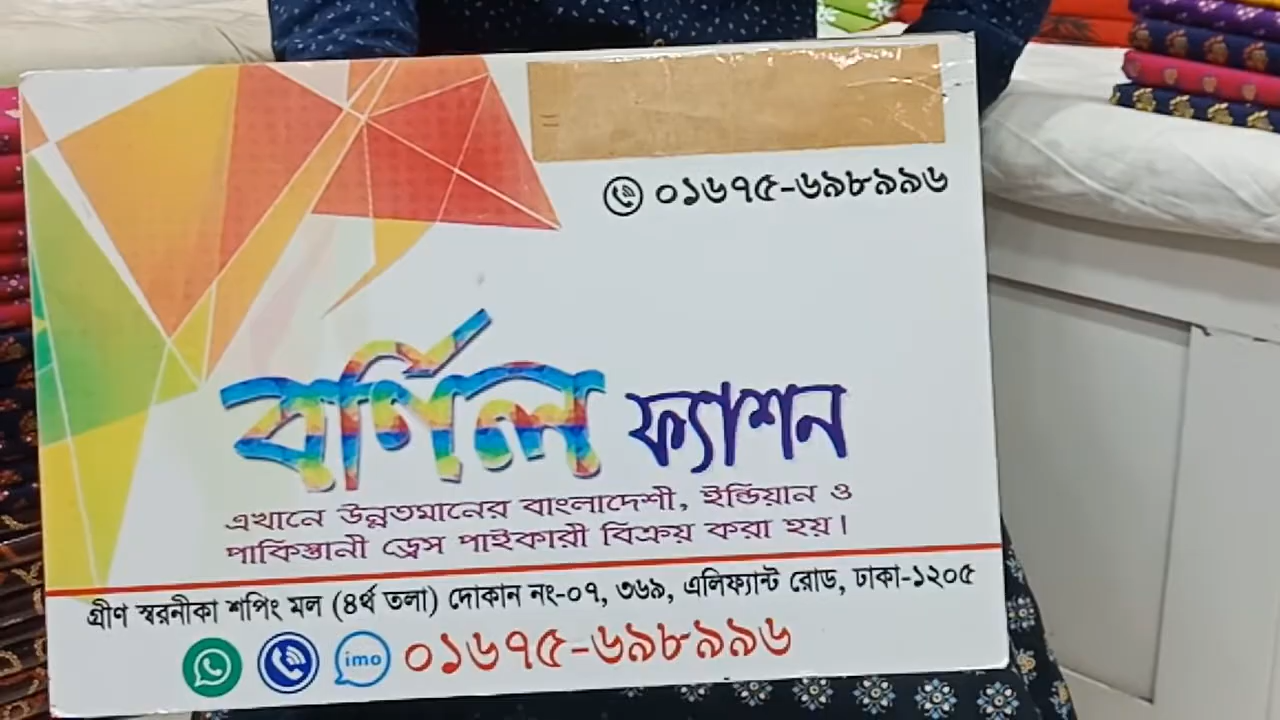 ০১৬৭৫-৬৯৮৯৯৬
বর্ণিল ফ্যাশন
এখানে উন্নতমানের বাংলাদেশী, ইন্ডিয়ান ও
পাকিস্তানী ড্রেস পাইকারী বিক্রয় করা হয়।
গ্রীণ স্বরনীকা শপিং মল (৪র্থ তলা) দোকান নং-০৭, ৩৬৯, এলিফ্যান্ট রোড, ঢাকা-১২০৫
imo ০১৬৭৫-৬৯৮৯৯৬